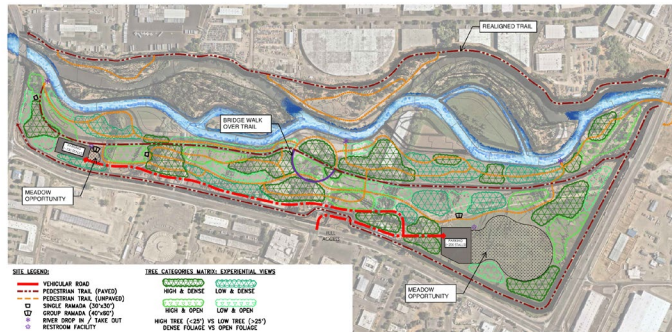 REALIGNED TRAIL
BRIDGE WALK
OVER TRAIL
MEADOW
OPPORTUNITY
PARKING
MEADOW
OPPORTUNITY
SITE LEGEND:
VEHICULAR ROAD
PEDESTRIAN TRAIL (PAVED)
PEDESTRIAN TRAIL (UNPAVED)
SINGLE RAMADA (30'x30')
GROUP RAMADA (40'x60')
RIVER DROP IN / TAKE OUT
RESTROOM FACILITY
TREE CATEGORIES MATRIX: EXPERIENTIAL VIEWS
HIGH & DENSE
LOW & DENSE
HIGH & OPEN
LOW & OPEN
HIGH TREE (<25') VS LOW TREE (>25')
DENSE FOLIAGE VS OPEN FOLIAGE